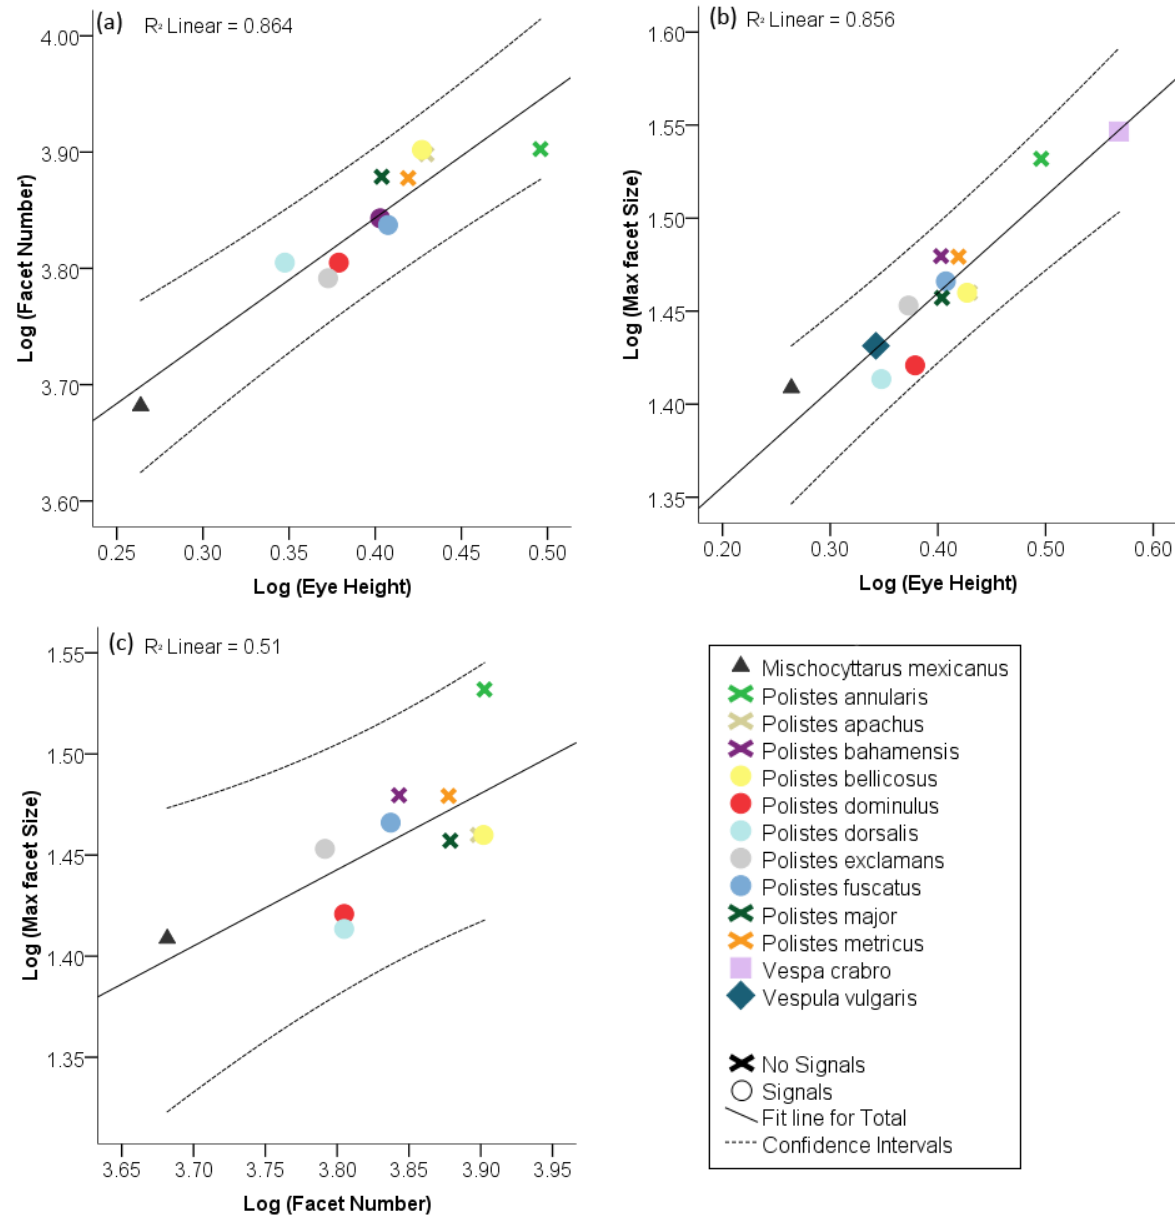 (a) R² Linear = 0.864
4.00
3.90
3.80
3.70
3.60
Log (Facet Number)
0.25 0.30 0.35 0.40 0.45 0.50
Log (Eye Height)
(b) R² Linear = 0.856
1.60
1.55
1.50
1.45
1.40
1.35
Log (Max facet Size)
0.20 0.30 0.40 0.50 0.60
Log (Eye Height)
(c) R² Linear = 0.51
1.55
1.50
1.45
1.40
1.35
Log (Max facet Size)
3.65 3.70 3.75 3.80 3.85 3.90 3.95
Log (Facet Number)
Mischocyttarus mexicanus
Polistes annularis
Polistes apachus
Polistes bahamensis
Polistes bellicosus
Polistes dominulus
Polistes dorsalis
Polistes exclamans
Polistes fuscatus
Polistes major
Polistes metricus
Vespa crabro
Vespula vulgaris
No Signals
Signals
Fit line for Total
Confidence Intervals